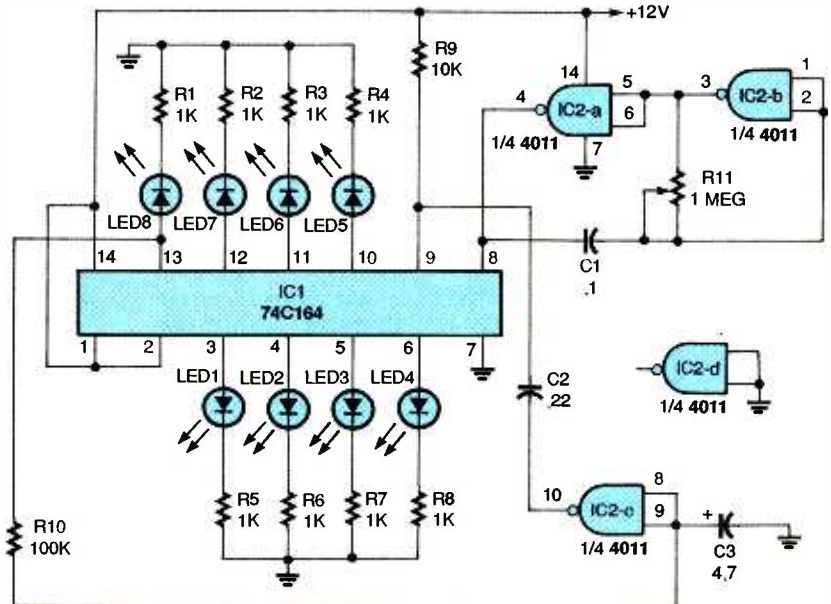 +12V
R9
10K
R1
1K
R2
1K
R3
1K
R4
1K
14
4
IC2-a
5
6
7
1/4 4011
3
IC2-b
1
2
1/4 4011
R11
1 MEG
LED8
LED7
LED6
LED5
C1
.1
14
13
12
11
10
9
8
IC1
74C164
1
2
3
4
5
6
7
LED1
LED2
LED3
LED4
C2
.22
IC2-d
1/4 4011
R5
1K
R6
1K
R7
1K
R8
1K
R10
100K
10
IC2-c
8
9
1/4 4011
+
C3
4.7